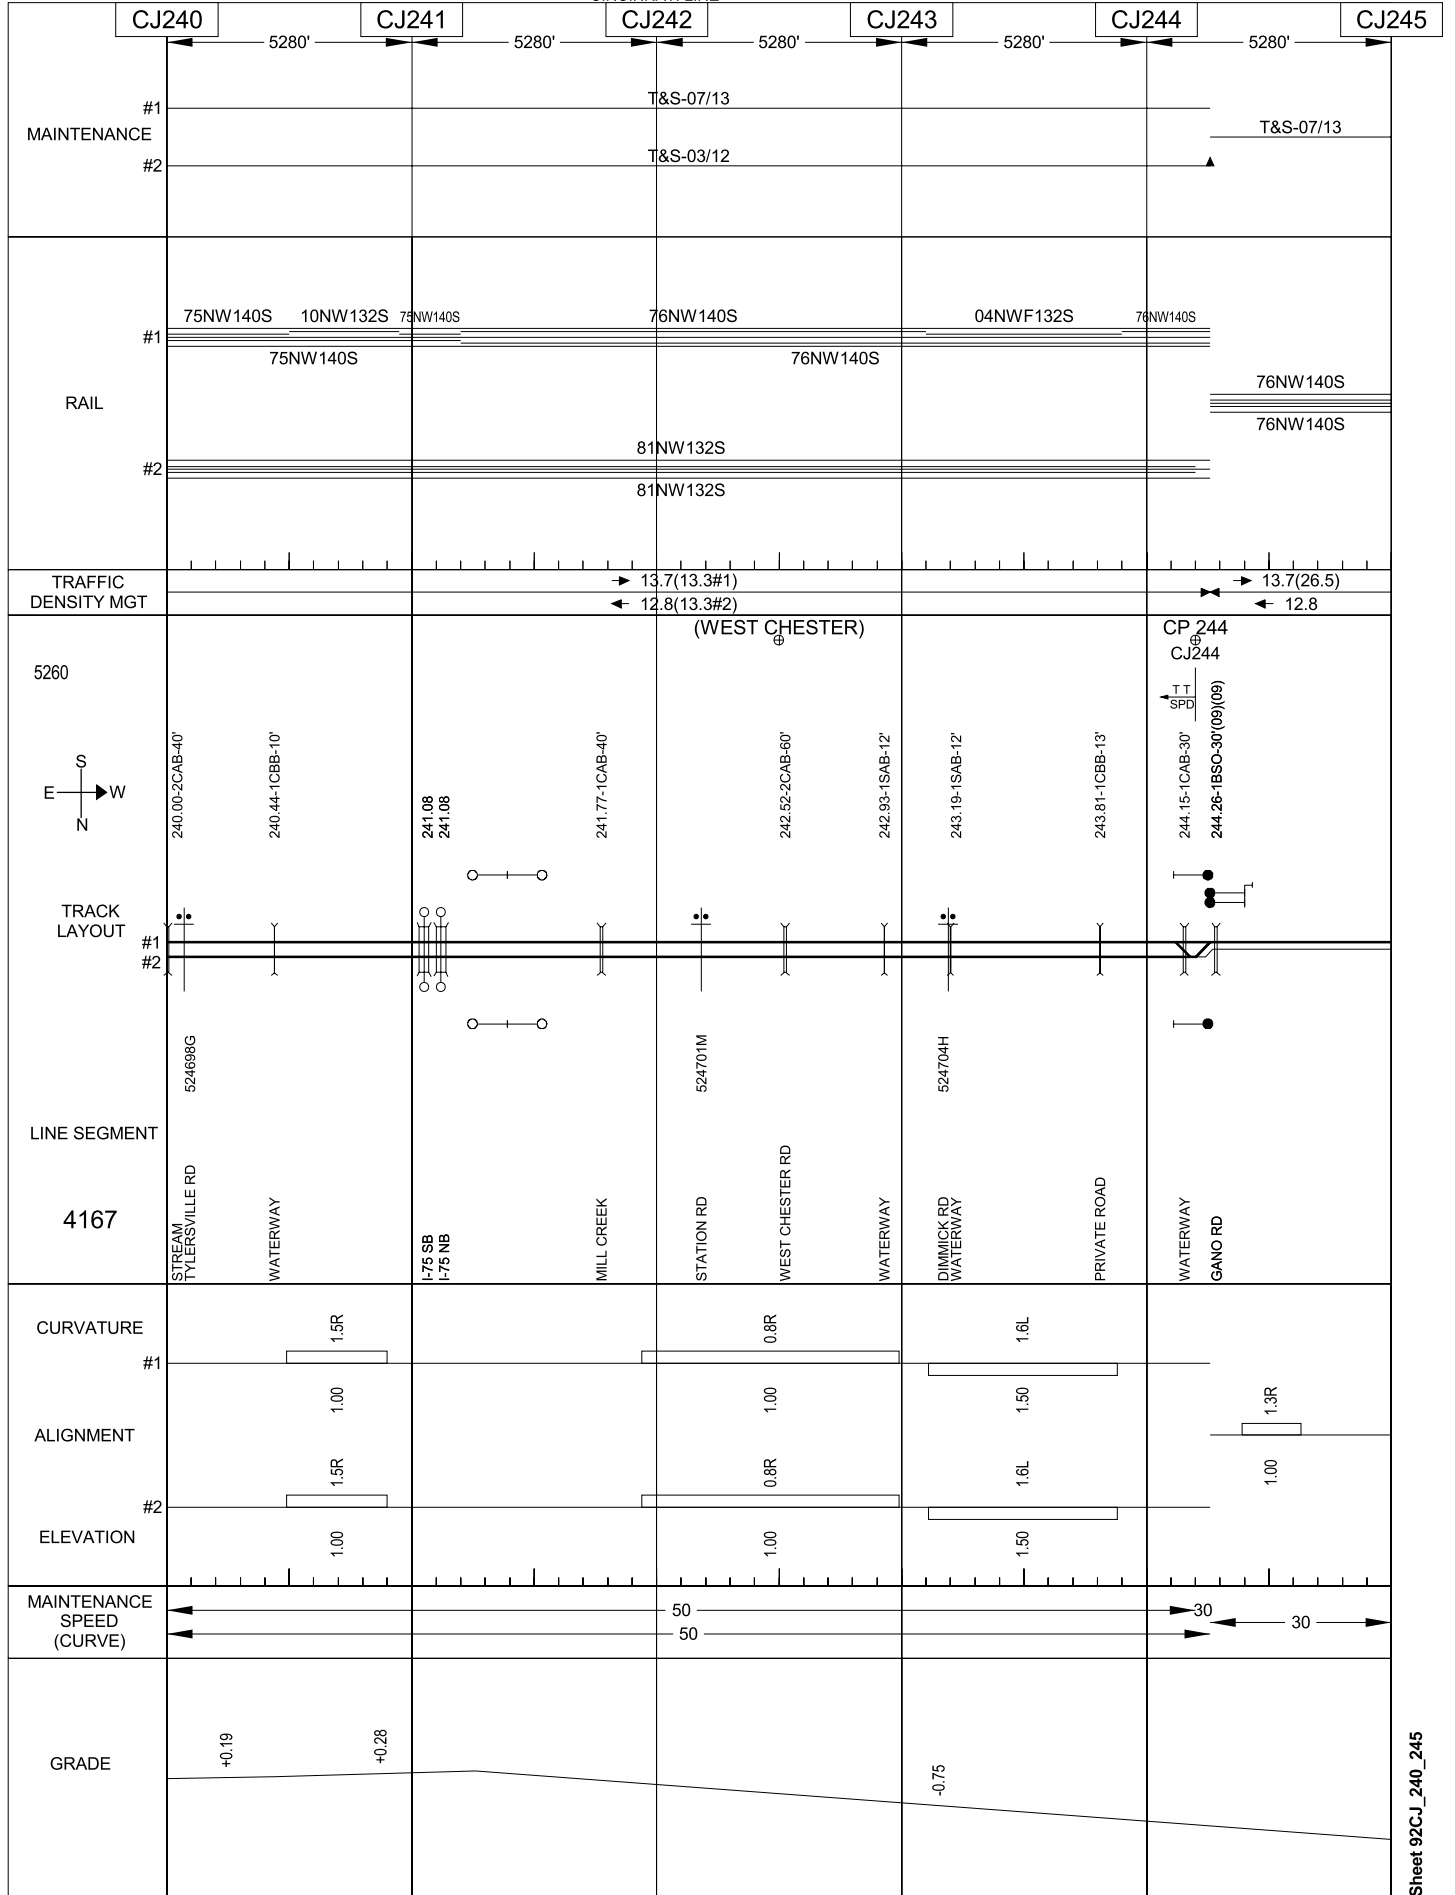 CJ240 CJ241 CJ242 CJ243 CJ244 CJ245
5280' 5280' 5280' 5280' 5280'
MAINTENANCE
#1
T&S-07/13
T&S-07/13
#2
T&S-03/12
RAIL
75NW140S 10NW132S 75NW140S 76NW140S 04NWF132S 76NW140S
#1
75NW140S 76NW140S
76NW140S
76NW140S
81NW132S
#2
81NW132S
TRAFFIC
DENSITY MGT
13.7(13.3#1) 13.7(26.5)
12.8(13.3#2) 12.8
(WEST CHESTER)
CP 244
CJ244
5260
T T
SPD
S
E W
N
240.00-2CAB-40'
240.44-1CBB-10'
241.08
241.08
241.77-1CAB-40'
242.52-2CAB-60'
242.93-1SAB-12'
243.19-1SAB-12'
243.81-1CBB-13'
244.15-1CAB-30'
244.26-1BSO-30'(09)(09)
TRACK
LAYOUT
#1
#2
524698G
524701M
524704H
LINE SEGMENT
4167
STREAM
TYLERSVILLE RD
WATERWAY
I-75 SB
I-75 NB
MILL CREEK
STATION RD
WEST CHESTER RD
WATERWAY
DIMMICK RD
WATERWAY
PRIVATE ROAD
WATERWAY
GANO RD
CURVATURE
#1
1.5R 0.8R 1.6L
1.00 1.00 1.50
ALIGNMENT
1.3R
1.00
#2
1.5R 0.8R 1.6L
1.00 1.00 1.50
ELEVATION
MAINTENANCE
SPEED
(CURVE)
50 30
50
30
GRADE
+0.19
+0.28
-0.75
Sheet 92CJ_240_245